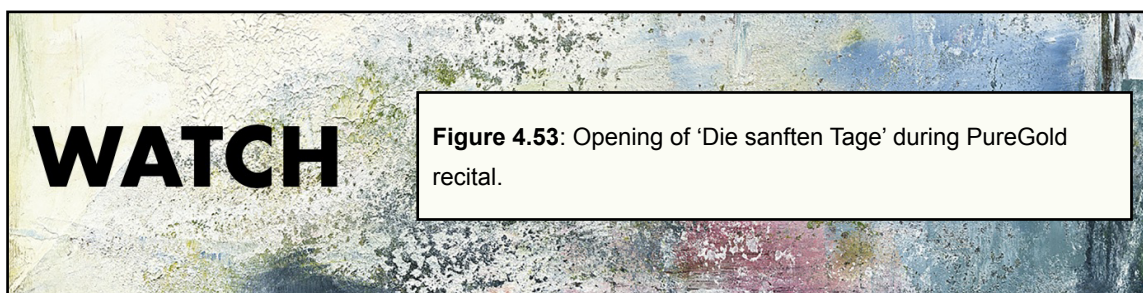 WATCH
Figure 4.53: Opening of ‘Die sanften Tage’ during PureGold
recital.